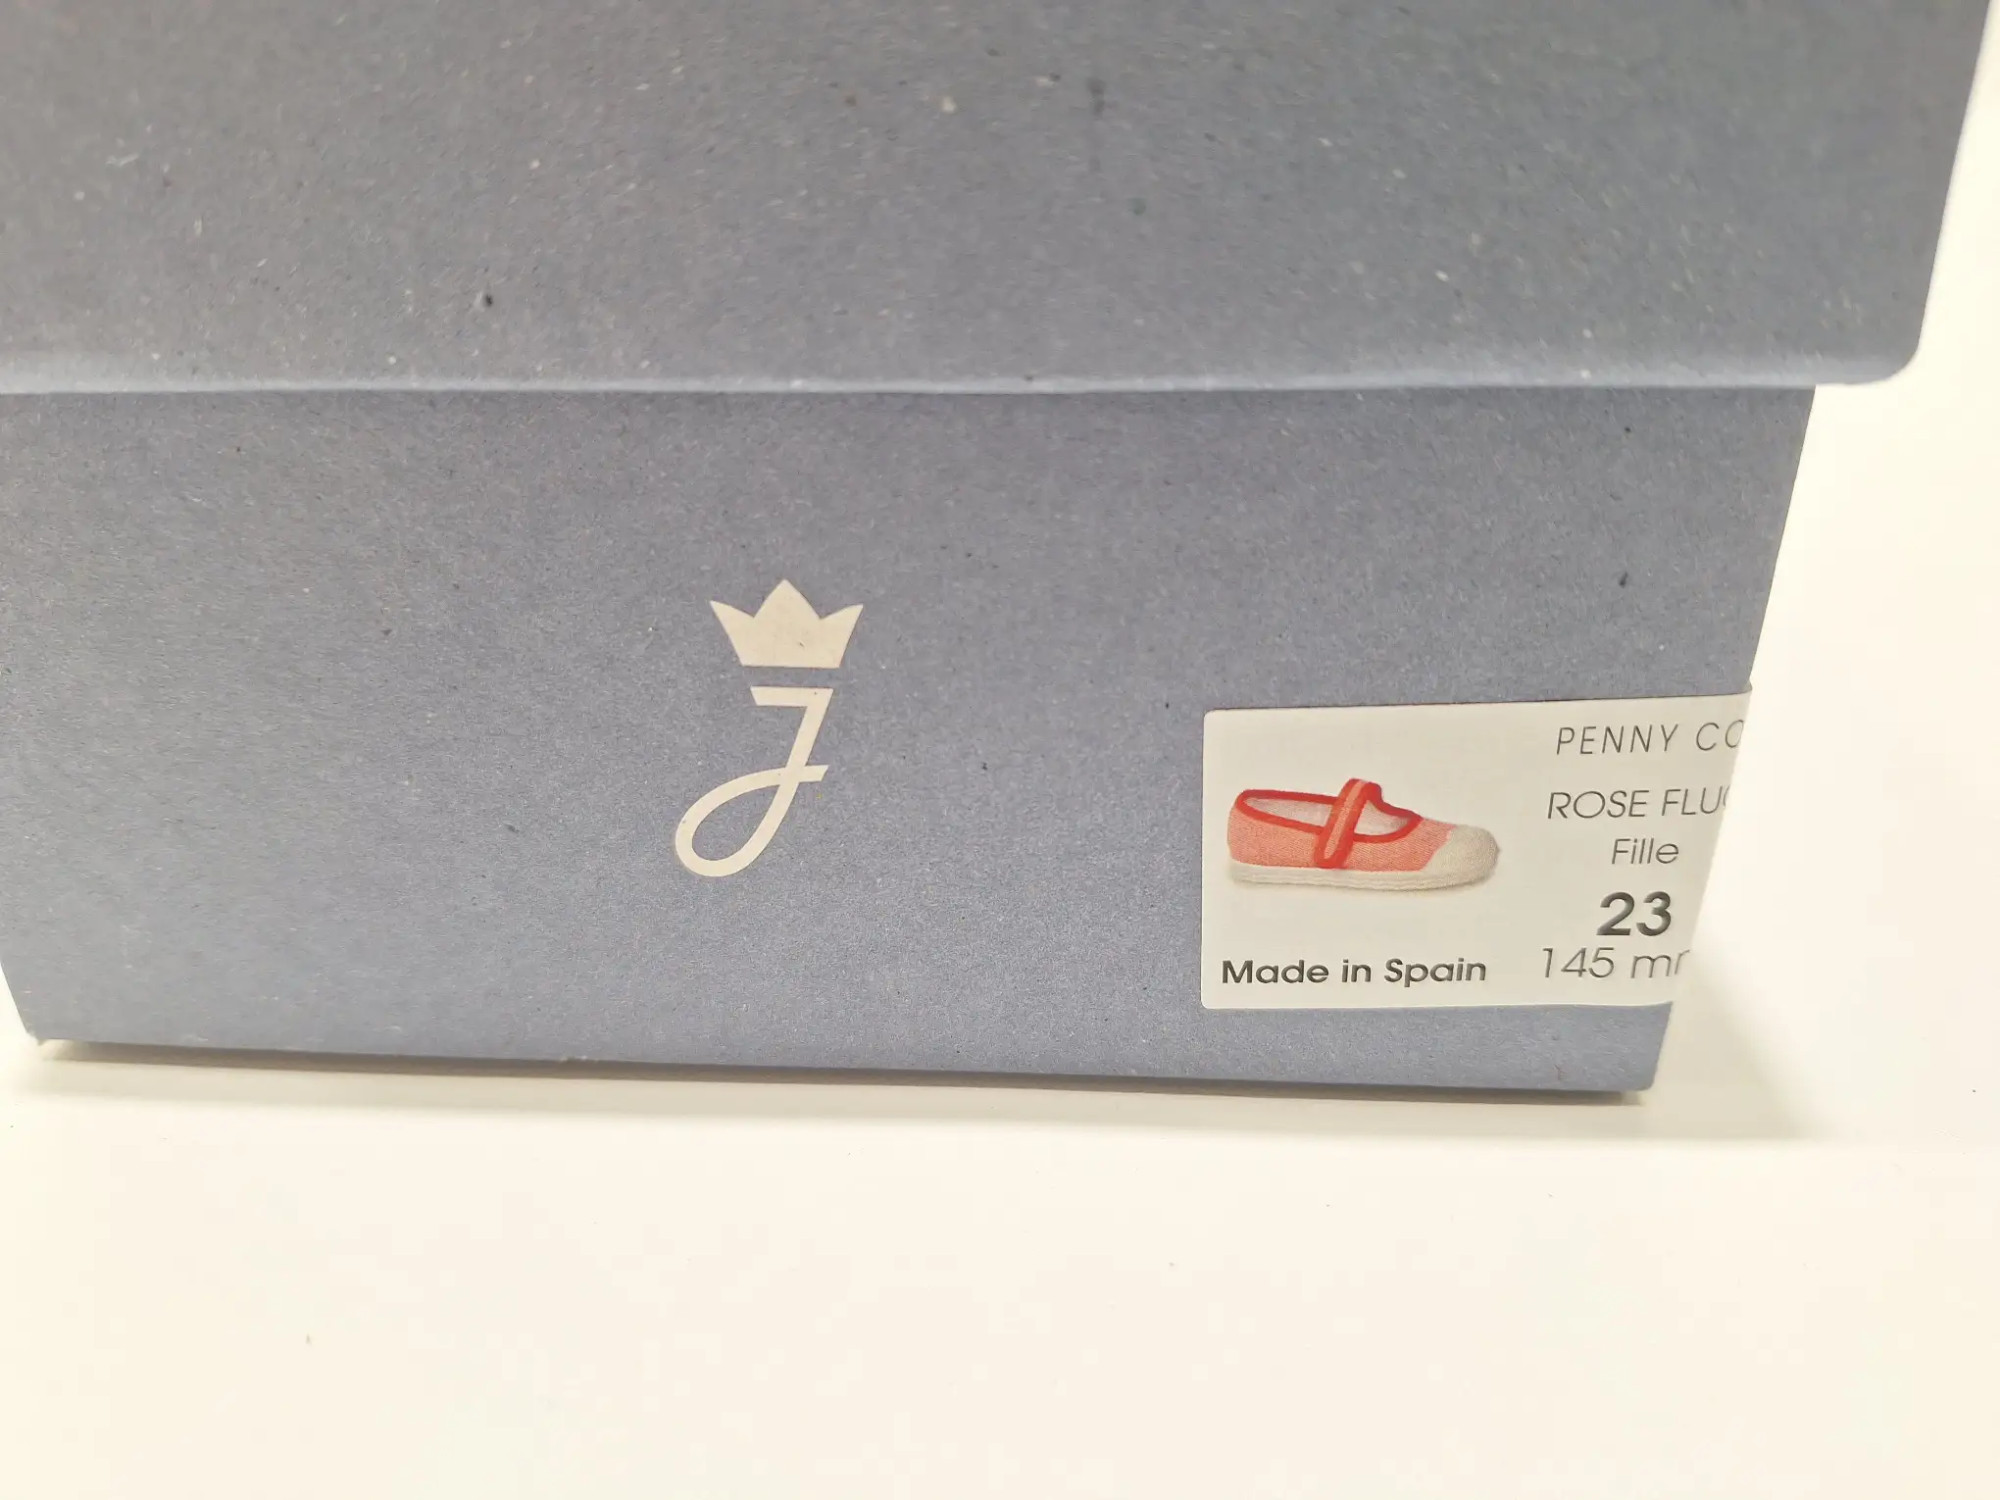 J
PENNY CO
ROSE FLU
Fille
23
145 m
Made in Spain